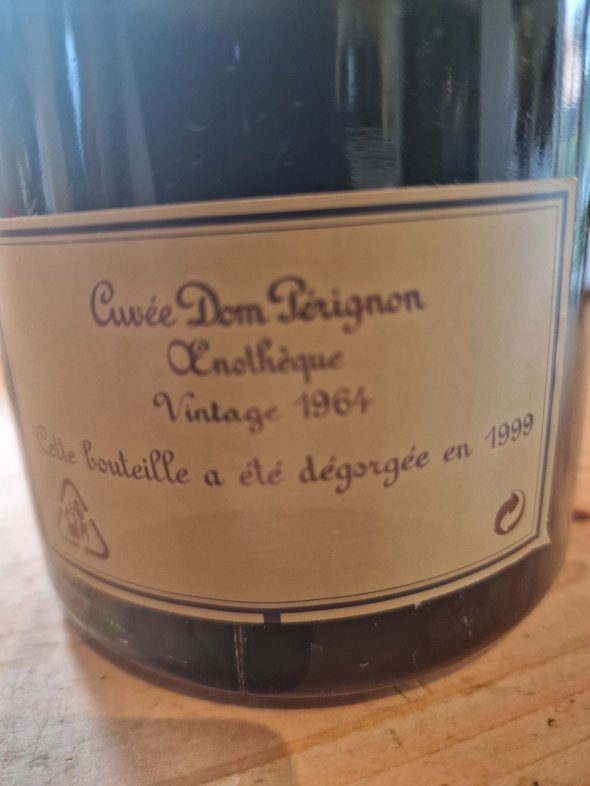 Cuvée Dom Pérignon
Œnothèque
Vintage 1964
Cette bouteille a été dégorgée en 1999